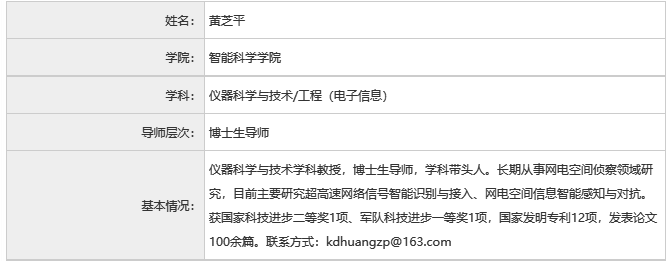 姓名： 黄芝平
学院： 智能科学学院
学科： 仪器科学与技术/工程（电子信息）
导师层次： 博士生导师
仪器科学与技术学科教授，博士生导师，学科带头人。长期从事网电空间侦察领域研
究，目前主要研究超高速网络信号智能识别与接入、网电空间信息智能感知与对抗。
基本情况：
获国家科技进步二等奖1项、军队科技进步一等奖1项，国家发明专利12项，发表论文
100余篇。联系方式：kdhuangzp@163.com